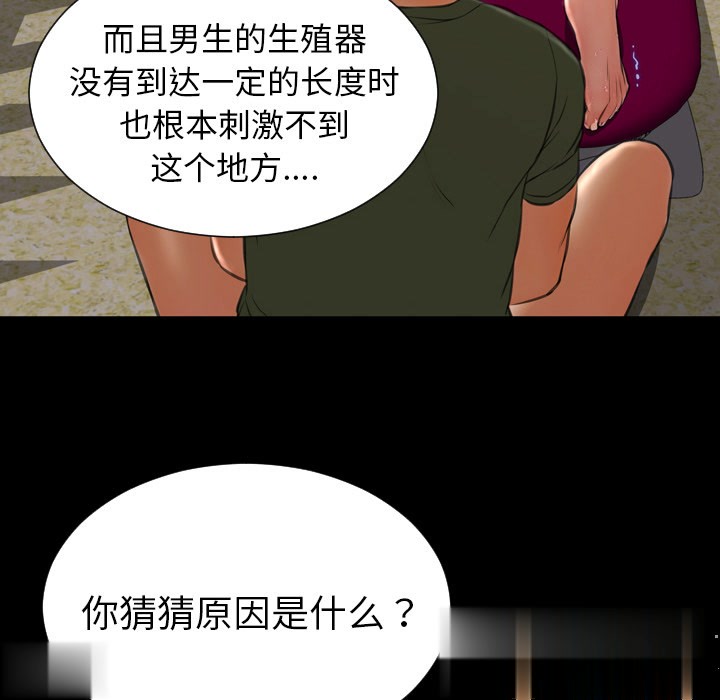 而且男生的生殖器
没有到达一定的长度时
也根本刺激不到
这个地方....
你猜猜原因是什么？